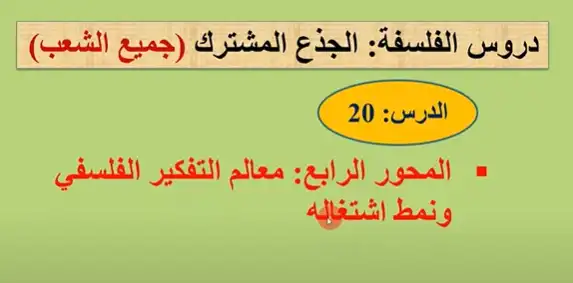 دروس الفلسفة: الجذع المشترك (جميع الشعب)
الدرس: 20
▪ المحور الرابع: معالم التفكير الفلسفي
ونمط اشتغاله